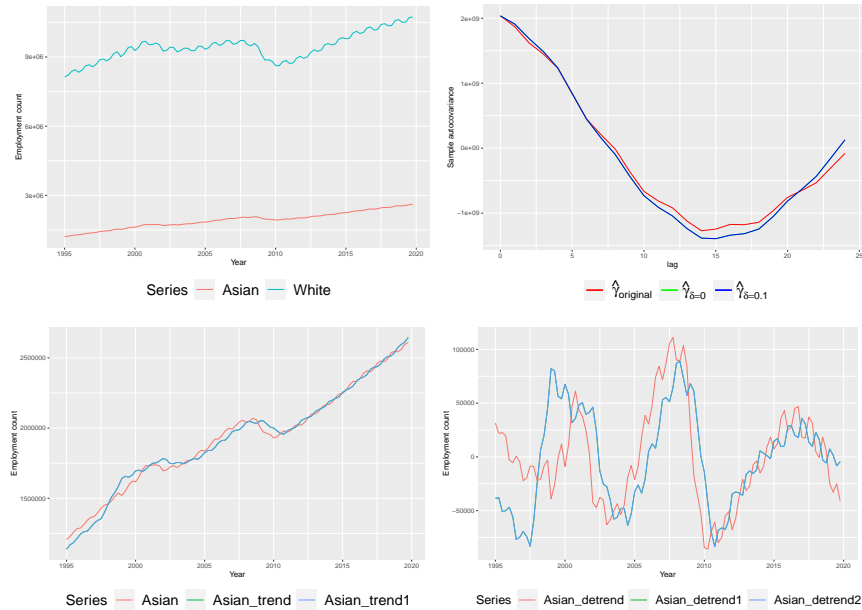 9e+06
6e+06
3e+06
Employment count
1995
2000
2005
2010
2015
2020
Year
Series Asian White
2e+09
1e+09
0e+00
−1e+09
Sample autocovariance
0
5
10
15
20
25
lag
γ̂original γ̂δ=0 γ̂δ=0.1
2500000
2000000
1500000
Employment count
1995
2000
2005
2010
2015
2020
Year
Series Asian Asian_trend Asian_trend1
100000
50000
0
−50000
Employment count
1995
2000
2005
2010
2015
2020
Year
Series Asian_detrend Asian_detrend1 Asian_detrend2